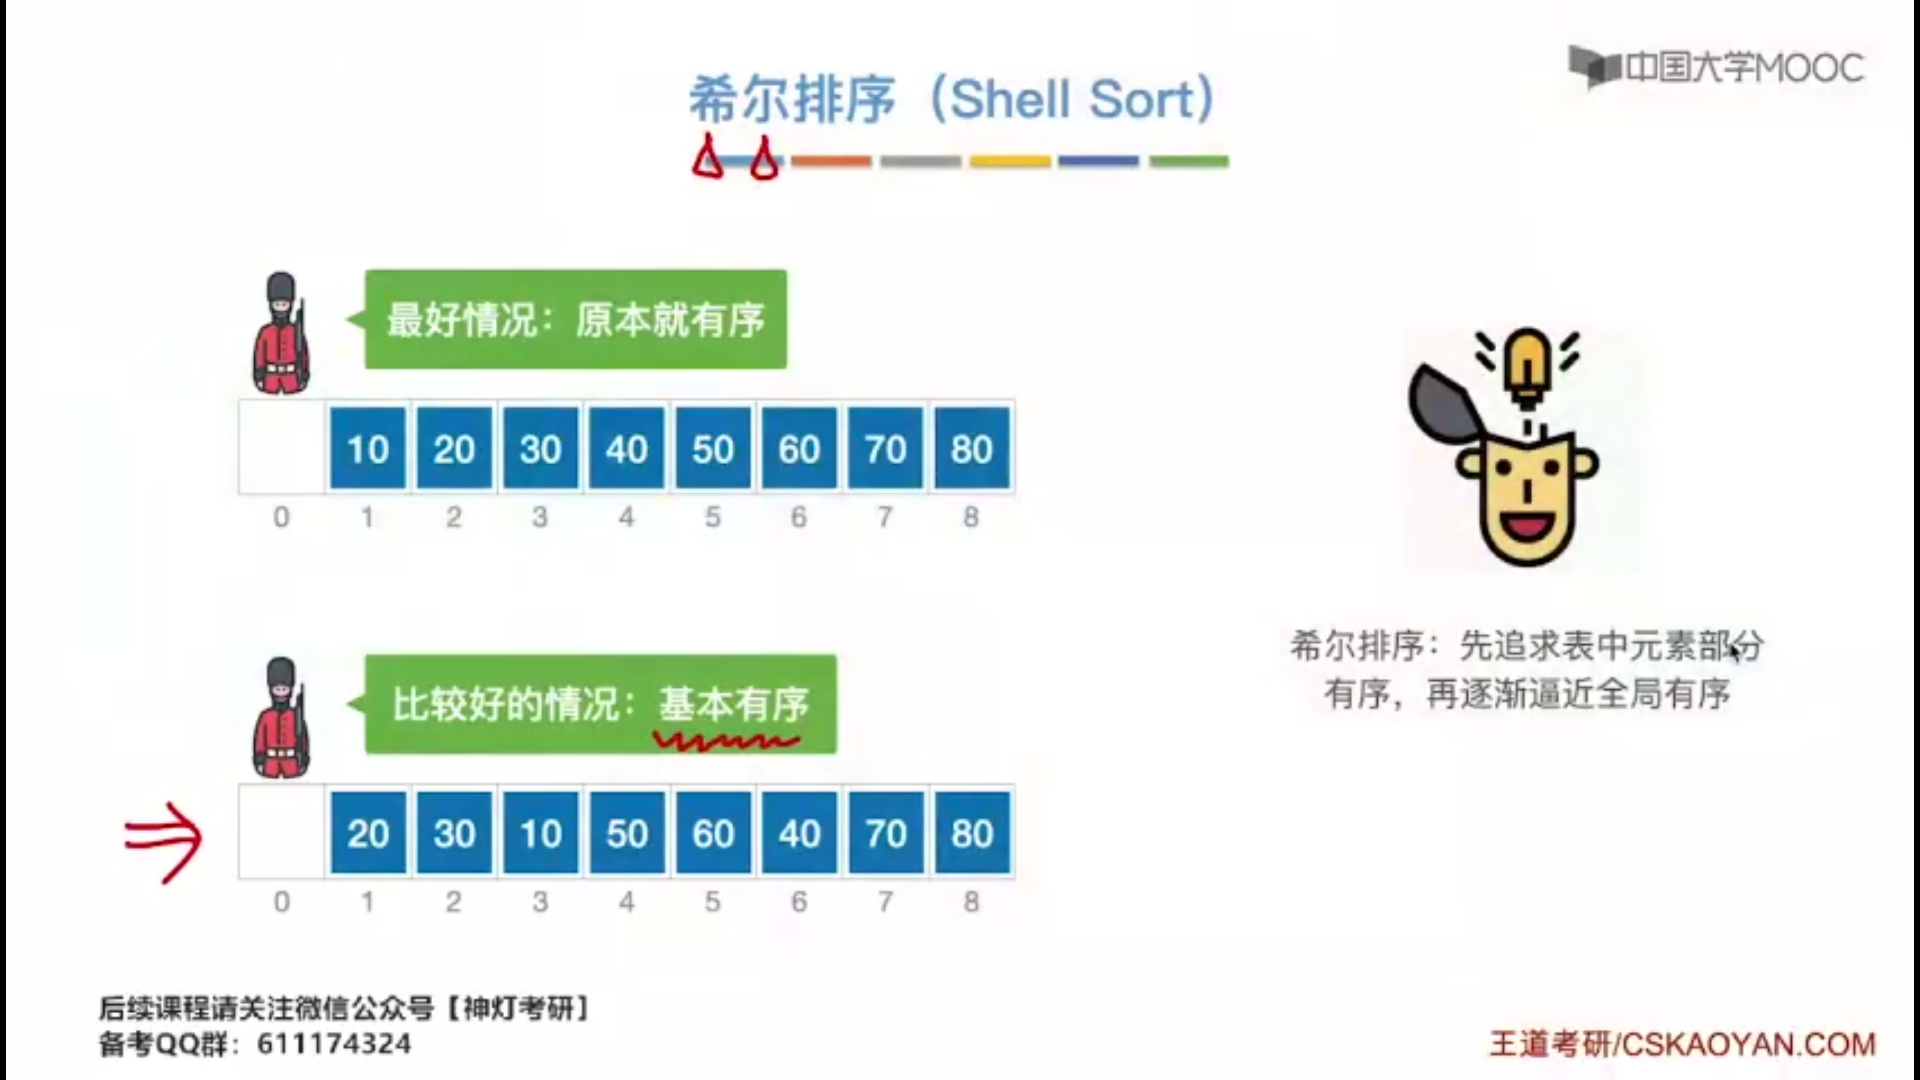 中国大学MOOC
希尔排序（Shell Sort）
最好情况：原本就有序
10 20 30 40 50 60 70 80
0 1 2 3 4 5 6 7 8
希尔排序：先追求表中元素部分
有序，再逐渐逼近全局有序
比较好的情况：基本有序
20 30 10 50 60 40 70 80
0 1 2 3 4 5 6 7 8
后续课程请关注微信公众号【神灯考研】
备考QQ群：611174324
王道考研/CSKAOYAN.COM